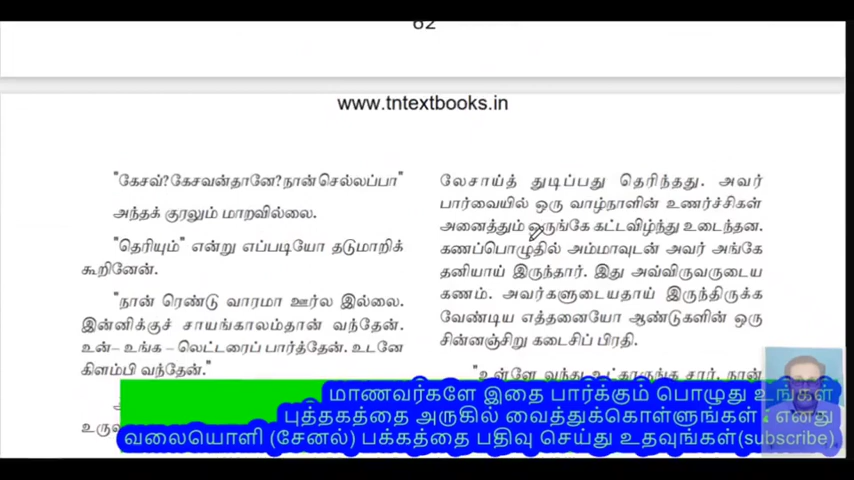 62
www.tntextbooks.in
"கேசவ்? கேசவன்தானே? நான் செல்லப்பா"
அந்தக் குரலும் மாறவில்லை.
"தெரியும்" என்று எப்படியோ தடுமாறிக்
கூறினேன்.
"நான் ரெண்டு வாரமா ஊர்ல இல்லை.
இன்னிக்குச் சாயங்காலம்தான் வந்தேன்.
உன்– உங்க – லெட்டரைப் பார்த்தேன். உடனே
கிளம்பி வந்தேன்."
லேசாய்த் துடிப்பது தெரிந்தது. அவர்
பார்வையில் ஒரு வாழ்நாளின் உணர்ச்சிகள்
அனைத்தும் ஒருங்கே கட்டவிழ்ந்து உடைந்தன.
கணப்பொழுதில் அம்மாவுடன் அவர் அங்கே
தனியாய் இருந்தார். இது அவ்விருவருடைய
கணம். அவர்களுடையதாய் இருந்திருக்க
வேண்டிய எத்தனையோ ஆண்டுகளின் ஒரு
சின்னஞ்சிறு கடைசிப் பிரதி.
"உள்ளே வந்து உட்காருங்க சார். நான்
மாணவர்களே இதை பார்க்கும் பொழுது உங்கள்
புத்தகத்தை அருகில் வைத்துக்கொள்ளுங்கள் . எனது
வலையொளி (சேனல்) பக்கத்தை பதிவு செய்து உதவுங்கள்(subscribe)